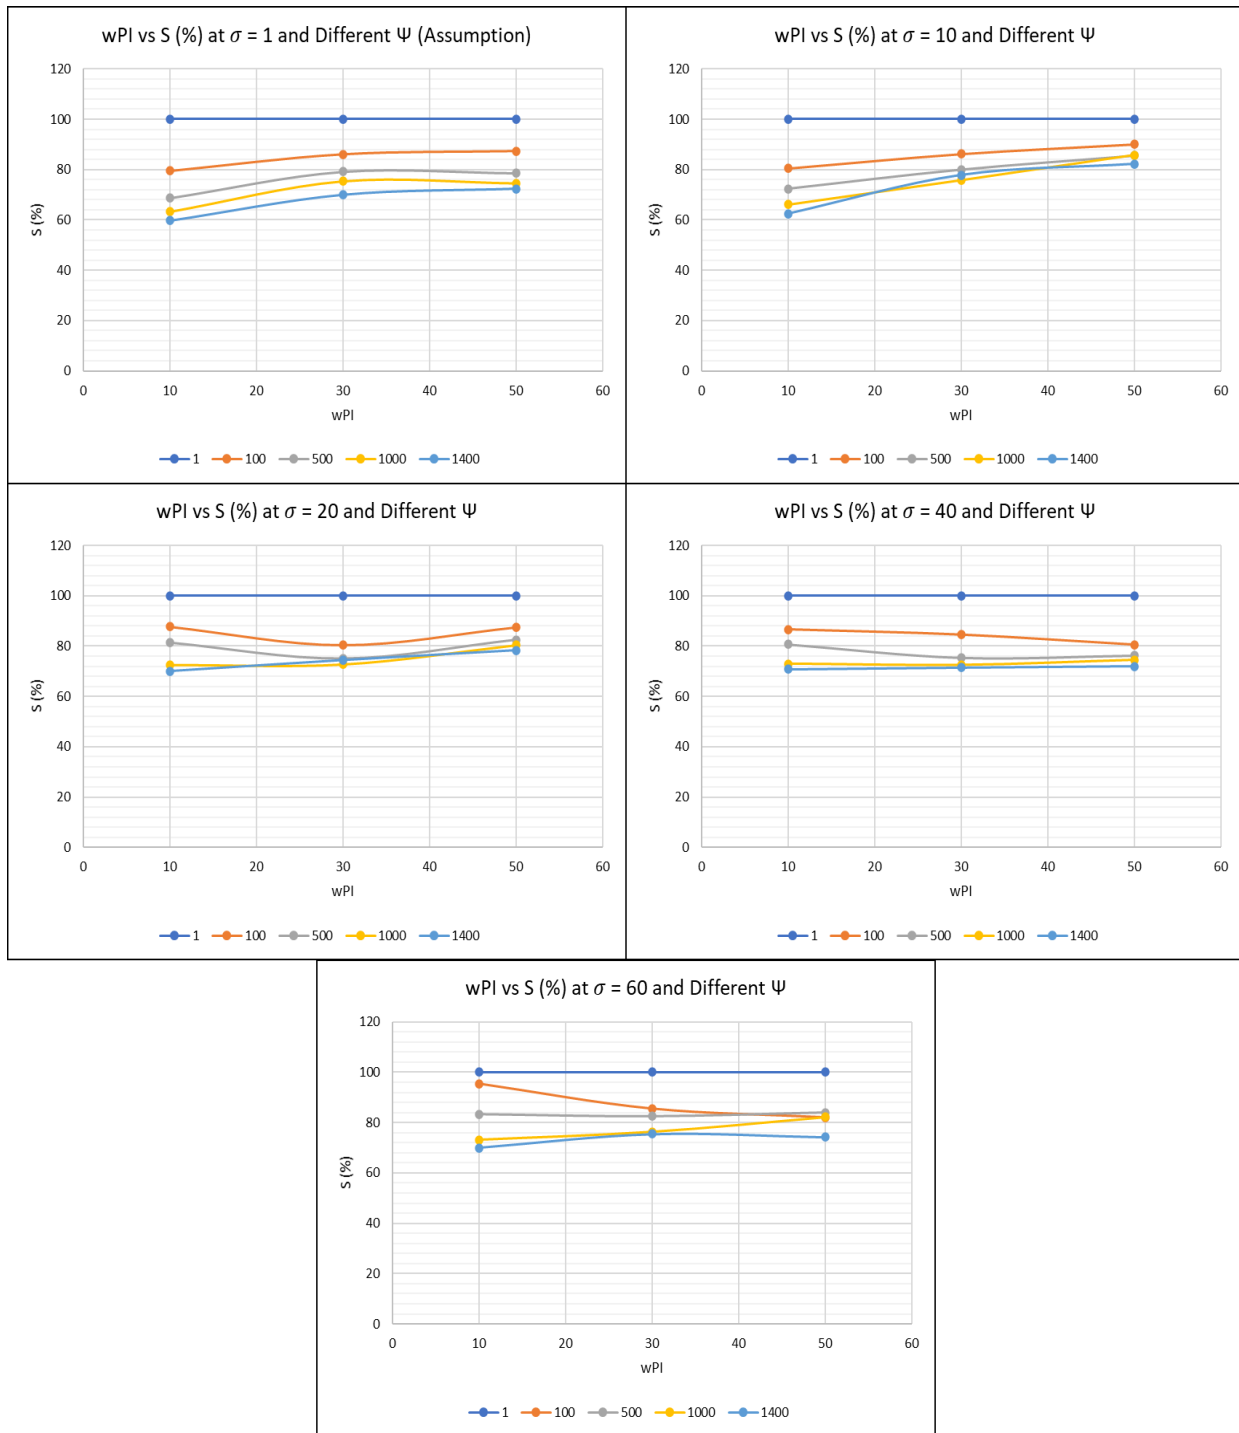 wPI vs S (%) at σ = 1 and Different Ψ (Assumption)
120
100
80
60
40
20
0
S (%)
0 10 20 30 40 50 60
wPI
1 100 500 1000 1400
wPI vs S (%) at σ = 10 and Different Ψ
120
100
80
60
40
20
0
S (%)
0 10 20 30 40 50 60
wPI
1 100 500 1000 1400
wPI vs S (%) at σ = 20 and Different Ψ
120
100
80
60
40
20
0
S (%)
0 10 20 30 40 50 60
wPI
1 100 500 1000 1400
wPI vs S (%) at σ = 40 and Different Ψ
120
100
80
60
40
20
0
S (%)
0 10 20 30 40 50 60
wPI
1 100 500 1000 1400
wPI vs S (%) at σ = 60 and Different Ψ
120
100
80
60
40
20
0
S (%)
0 10 20 30 40 50 60
wPI
1 100 500 1000 1400